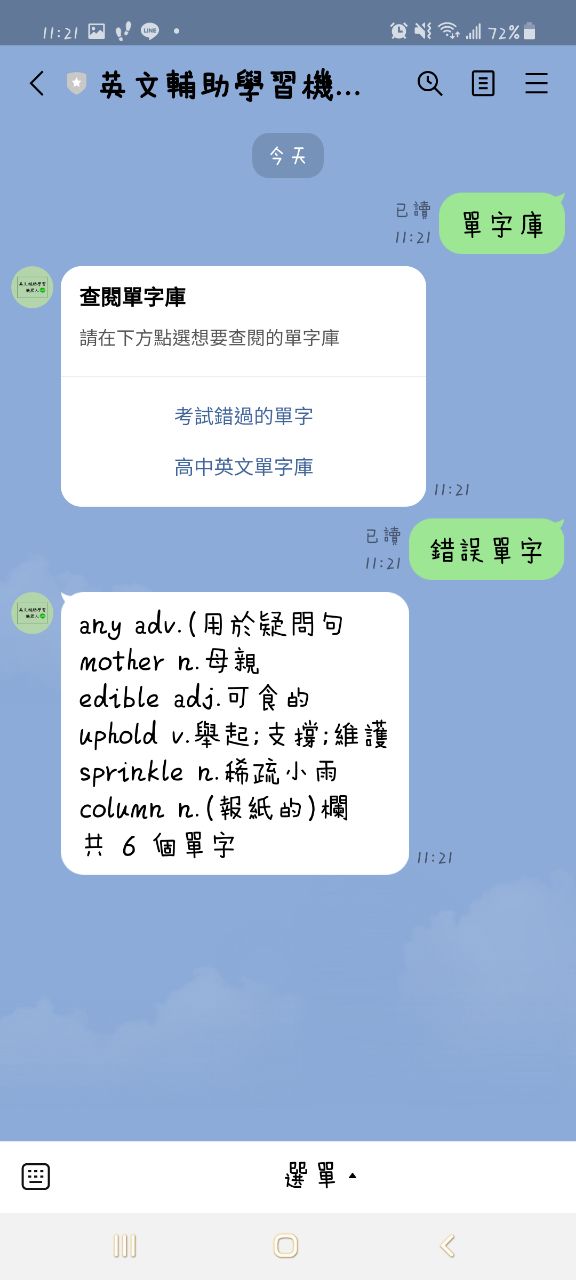 11:21 72%
英文輔助學習機...
今天
單字庫
已讀
11:21
查閱單字庫
請在下方點選想要查閱的單字庫
考試錯過的單字
高中英文單字庫
11:21
錯誤單字
已讀
11:21
any adv.(用於疑問句
mother n.母親
edible adj.可食的
uphold v.舉起;支撐;維護
sprinkle n.稀疏小雨
column n.(報紙的)欄
共 6 個單字
11:21
選單